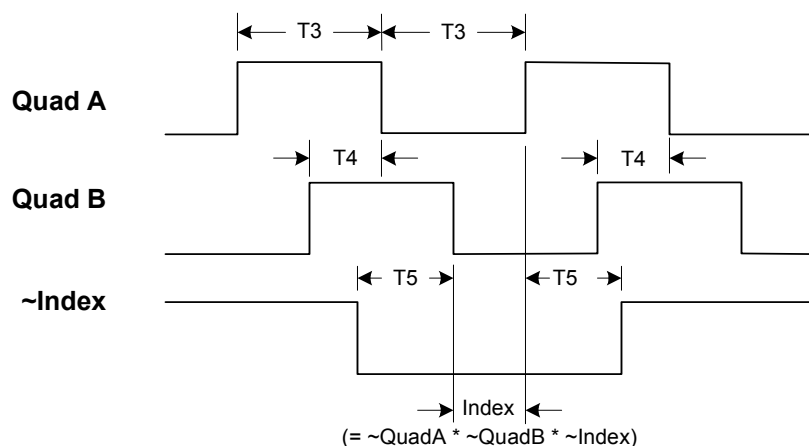 T3 T3
Quad A
T4 T4
Quad B
T5 T5
~Index
Index
(= ~QuadA * ~QuadB * ~Index)